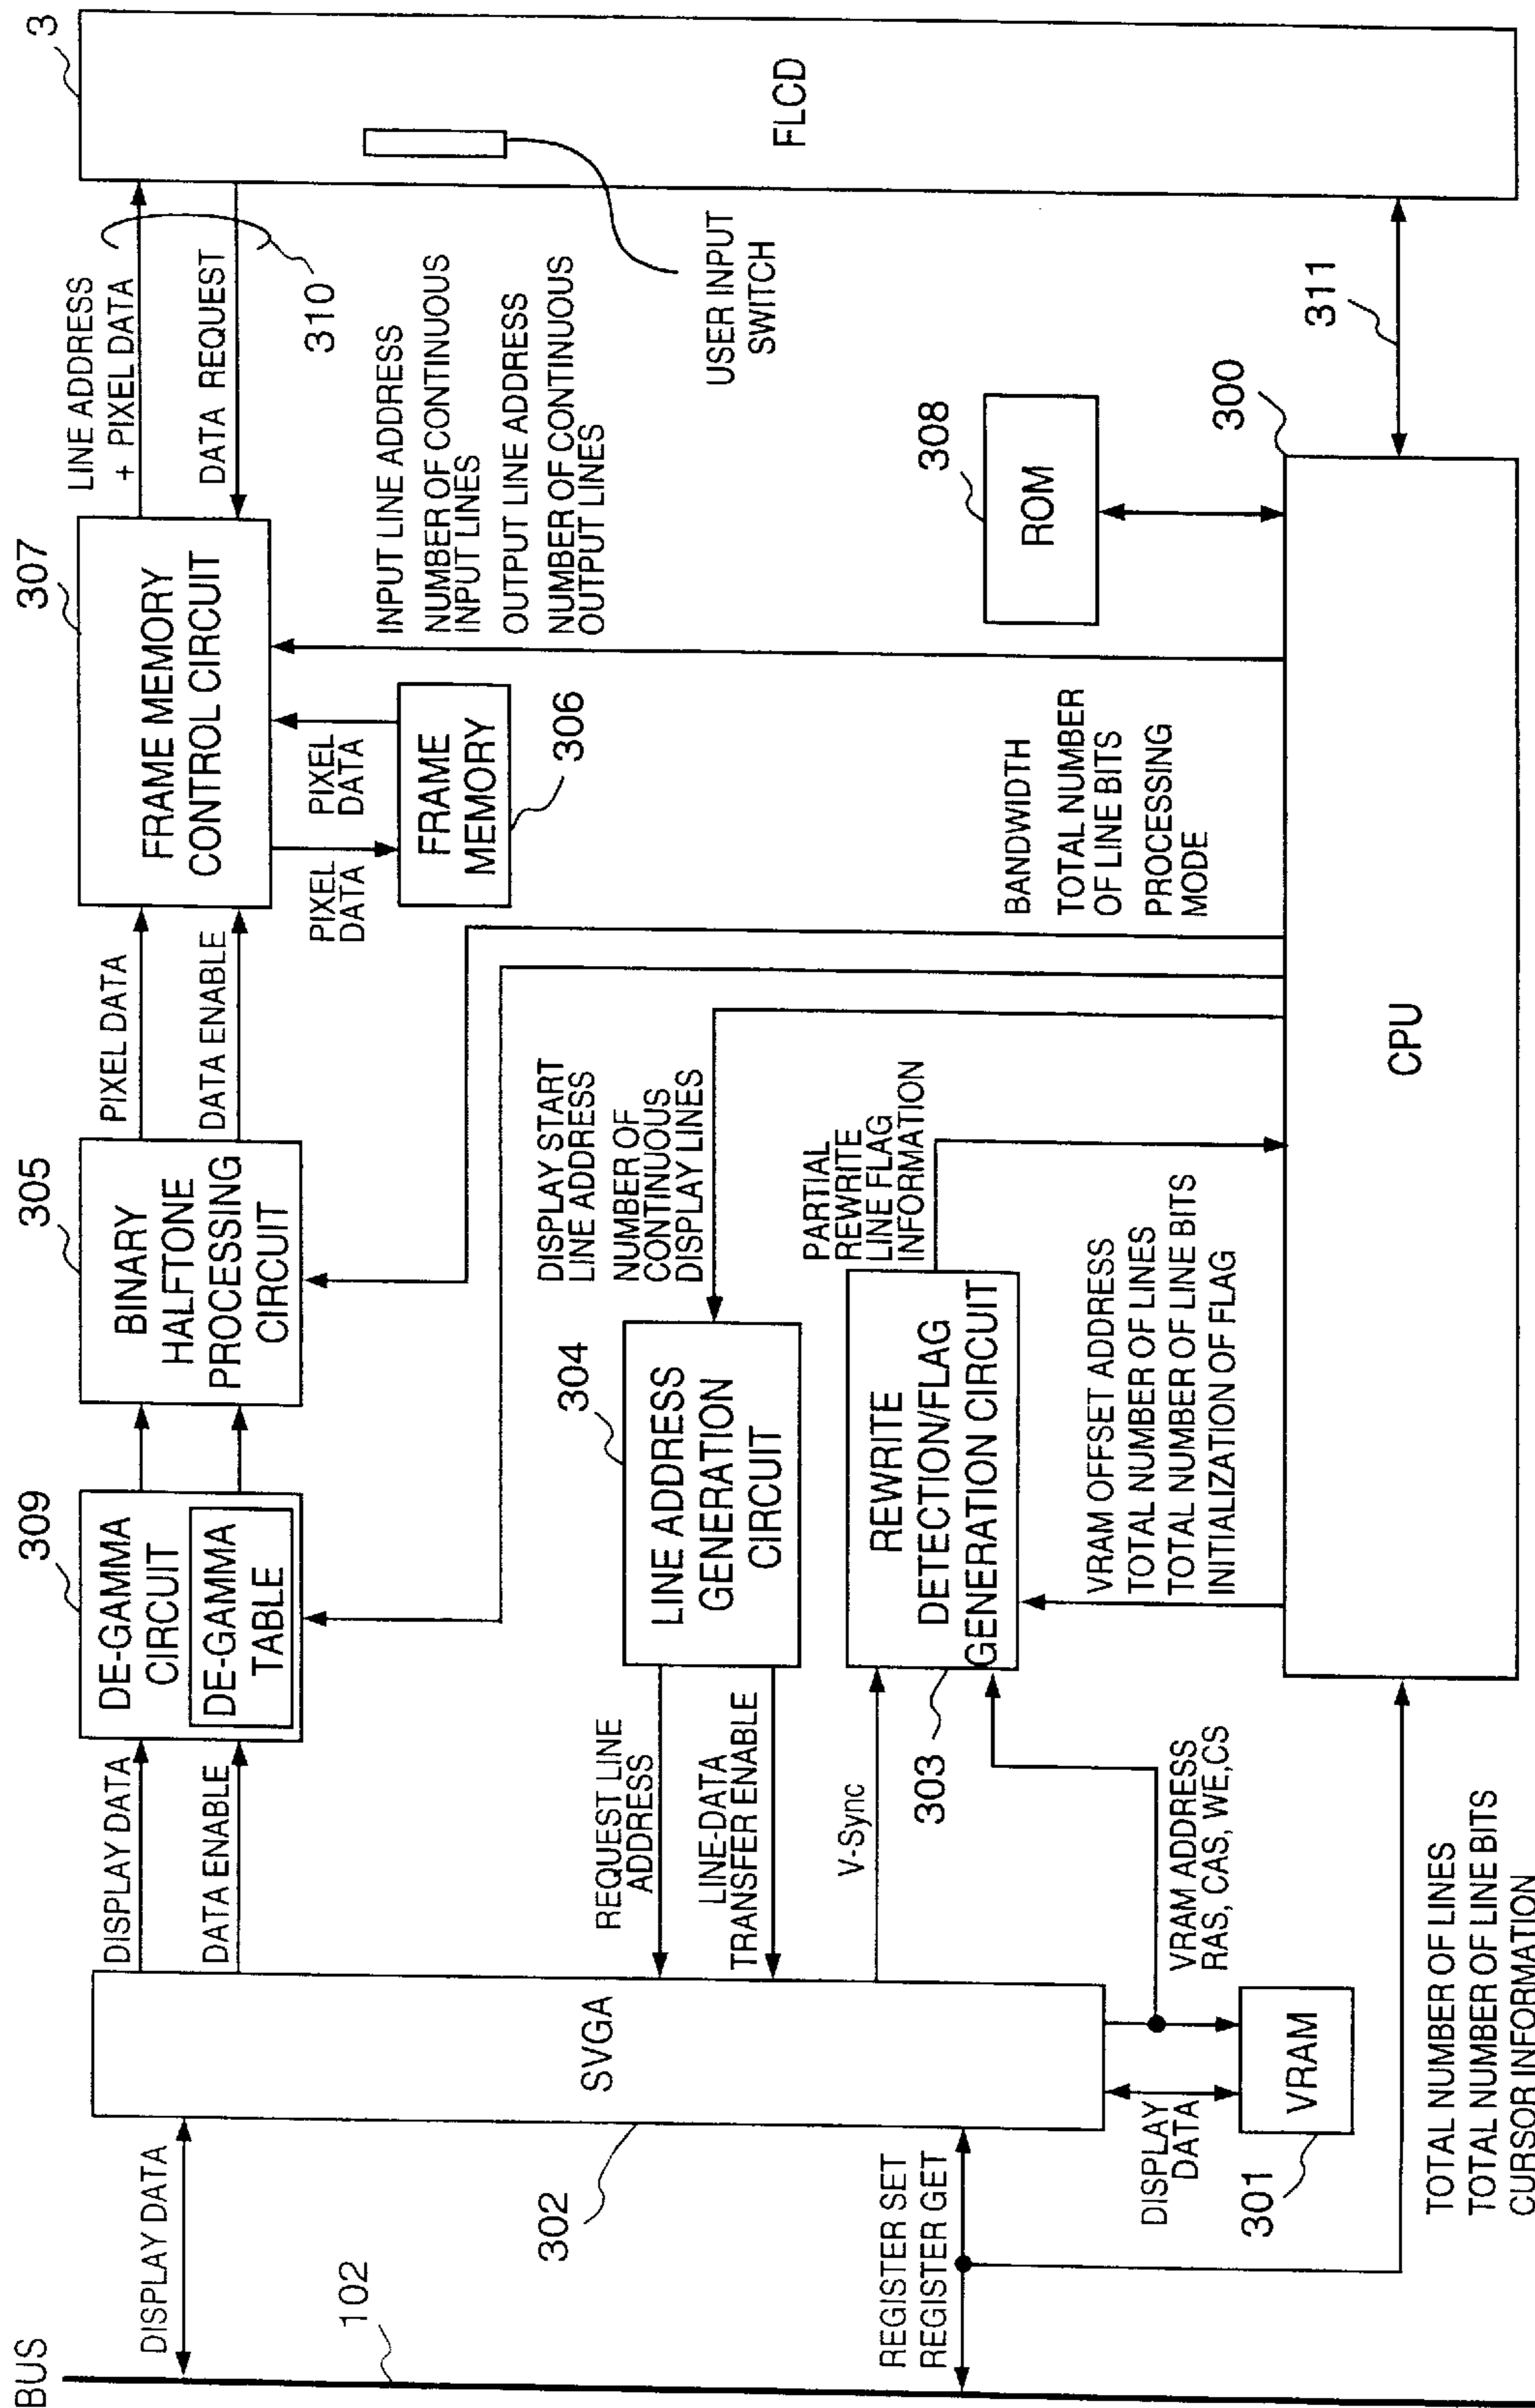 BUS
102
DISPLAY DATA
REGISTER SET
REGISTER GET
302
SVGA
DISPLAY
DATA
301
VRAM
VRAM ADDRESS
RAS, CAS, WE,CS
TOTAL NUMBER OF LINES
TOTAL NUMBER OF LINE BITS
CURSOR INFORMATION
DISPLAY DATA
DATA ENABLE
REQUEST LINE
ADDRESS
LINE-DATA
TRANSFER ENABLE
V-Sync
303
309
DE-GAMMA
CIRCUIT
DE-GAMMA
TABLE
304
LINE ADDRESS
GENERATION
CIRCUIT
REWRITE
DETECTION/FLAG
GENERATION CIRCUIT
VRAM OFFSET ADDRESS
TOTAL NUMBER OF LINES
TOTAL NUMBER OF LINE BITS
INITIALIZATION OF FLAG
305
BINARY
HALFTONE
PROCESSING
CIRCUIT
DISPLAY START
LINE ADDRESS
NUMBER OF
CONTINUOUS
DISPLAY LINES
PARTIAL
REWRITE
LINE FLAG
INFORMATION
PIXEL DATA
DATA ENABLE
BANDWIDTH
TOTAL NUMBER
OF LINE BITS
PROCESSING
MODE
307
FRAME MEMORY
CONTROL CIRCUIT
PIXEL
DATA
PIXEL
DATA
FRAME
MEMORY
306
INPUT LINE ADDRESS
NUMBER OF CONTINUOUS
INPUT LINES
OUTPUT LINE ADDRESS
NUMBER OF CONTINUOUS
OUTPUT LINES
308
ROM
300
CPU
LINE ADDRESS
+ PIXEL DATA
DATA REQUEST
310
USER INPUT
SWITCH
311
3
FLCD